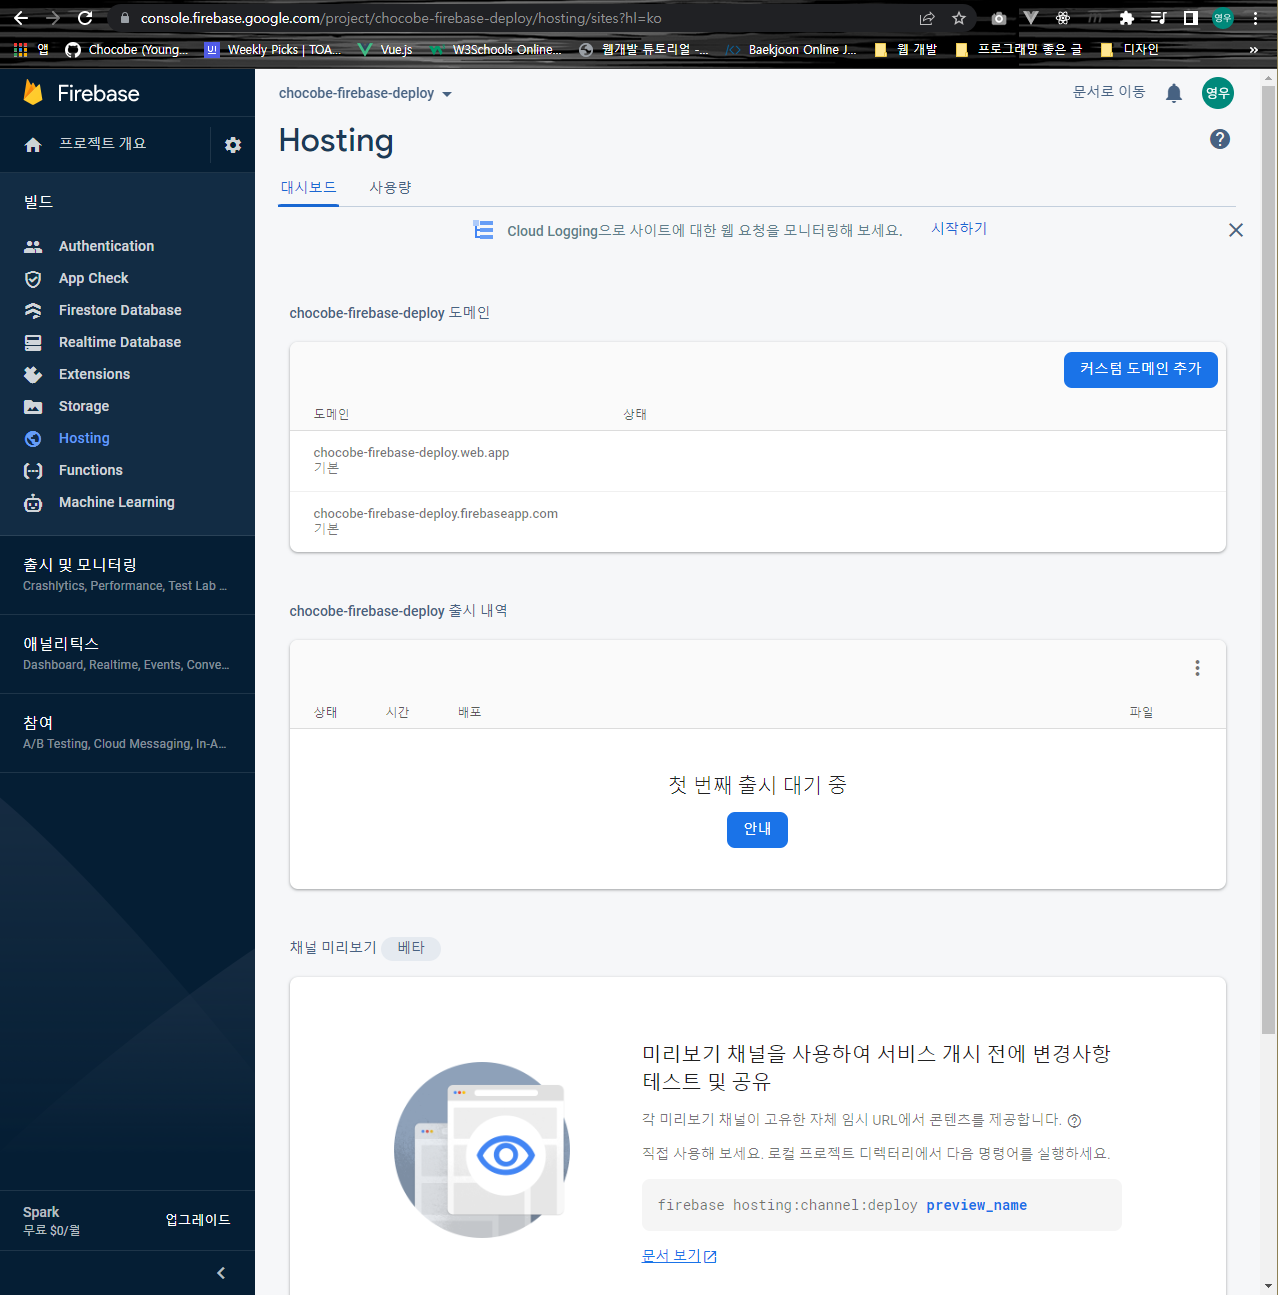 console.firebase.google.com/project/chocobe-firebase-deploy/hosting/sites?hl=ko
영우
앱
Chocobe (Young...
UI
Weekly Picks | TOA...
Vue.js
W3Schools Online...
웹개발 튜토리얼 -...
Baekjoon Online J...
웹 개발
프로그래밍 좋은 글
디자인
»
Firebase
프로젝트 개요
빌드
Authentication
App Check
Firestore Database
Realtime Database
Extensions
Storage
Hosting
Functions
Machine Learning
출시 및 모니터링
Crashlytics, Performance, Test Lab ...
애널리틱스
Dashboard, Realtime, Events, Conve...
참여
A/B Testing, Cloud Messaging, In-A...
Spark
무료 $0/월
업그레이드
chocobe-firebase-deploy
문서로 이동
영우
Hosting
대시보드
사용량
Cloud Logging으로 사이트에 대한 웹 요청을 모니터링해 보세요.
시작하기
chocobe-firebase-deploy 도메인
커스텀 도메인 추가
도메인
상태
chocobe-firebase-deploy.web.app
기본
chocobe-firebase-deploy.firebaseapp.com
기본
chocobe-firebase-deploy 출시 내역
상태
시간
배포
파일
첫 번째 출시 대기 중
안내
채널 미리보기
베타
미리보기 채널을 사용하여 서비스 개시 전에 변경사항
테스트 및 공유
각 미리보기 채널이 고유한 자체 임시 URL에서 콘텐츠를 제공합니다.
직접 사용해 보세요. 로컬 프로젝트 디렉터리에서 다음 명령어를 실행하세요.
firebase hosting:channel:deploy preview_name
문서 보기